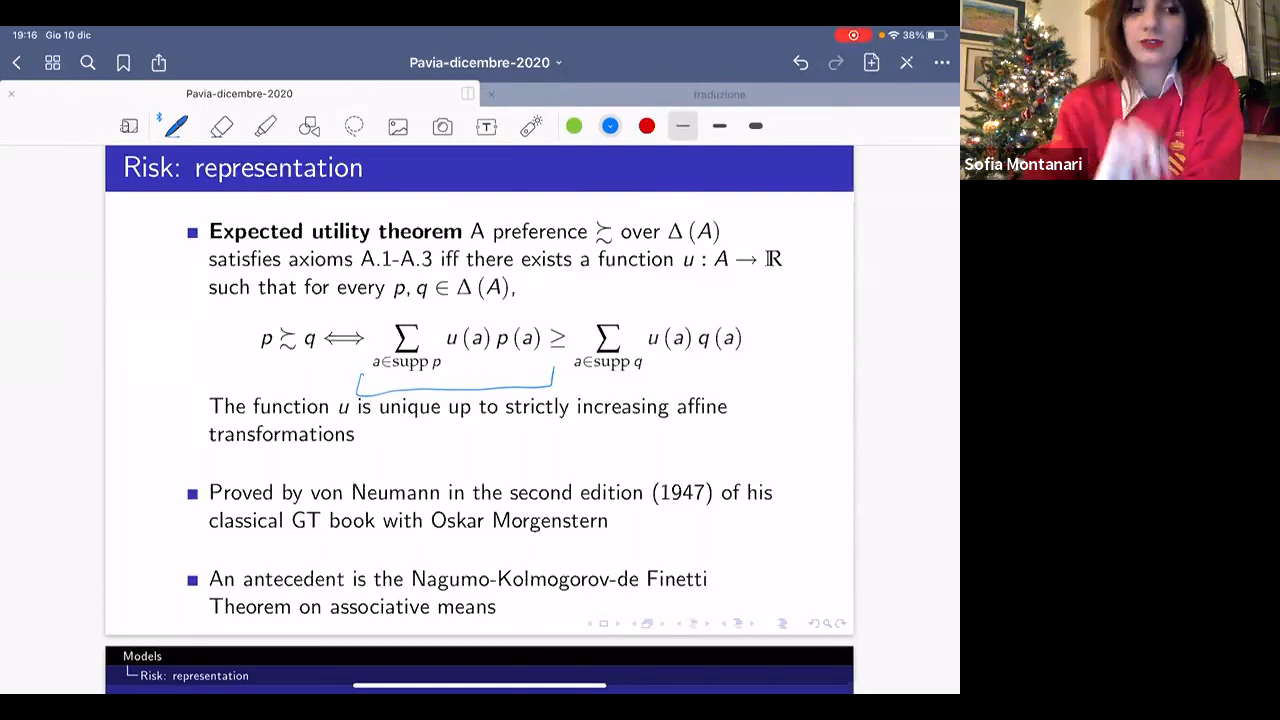 19:16 Gio 10 dic
38%
Pavia-dicembre-2020
Pavia-dicembre-2020
traduzione
Sofia Montanari
Risk: representation
Expected utility theorem A preference ≿ over Δ (A)
satisfies axioms A.1-A.3 iff there exists a function u : A → ℝ
such that for every p, q ∈ Δ (A),
p ≿ q ⟺ ∑ u (a) p (a) ≥ ∑ u (a) q (a)
a∈supp p a∈supp q
The function u is unique up to strictly increasing affine
transformations
Proved by von Neumann in the second edition (1947) of his
classical GT book with Oskar Morgenstern
An antecedent is the Nagumo-Kolmogorov-de Finetti
Theorem on associative means
Models
Risk: representation